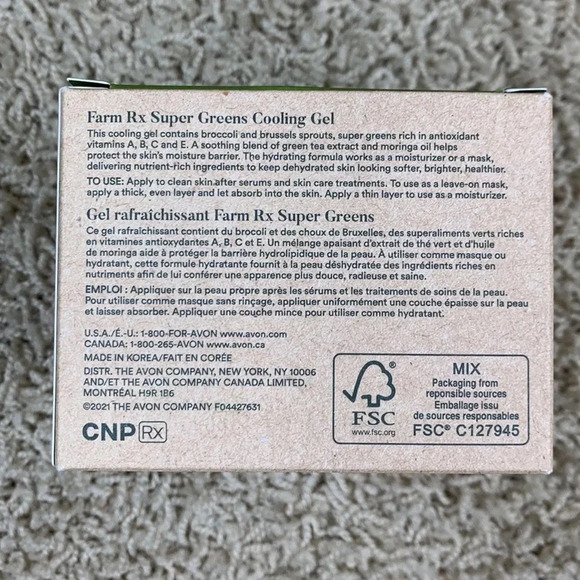 Farm Rx Super Greens Cooling Gel
This cooling gel contains broccoli and brussels sprouts, super greens rich in antioxidant
vitamins A, B, C and E. A soothing blend of green tea extract and moringa oil helps
protect the skin's moisture barrier. The hydrating formula works as a moisturizer or a mask,
delivering nutrient-rich ingredients to keep dehydrated skin looking softer, brighter, healthier.
TO USE: Apply to clean skin after serums and skin care treatments. To use as a leave-on mask,
apply a thick, even layer and let absorb into the skin. Apply a thin layer to use as a moisturizer.
Gel rafraîchissant Farm Rx Super Greens
Ce gel rafraîchissant contient du brocoli et des choux de Bruxelles, des superaliments verts riches
en vitamines antioxydantes A, B, C et E. Un mélange apaisant d'extrait de thé vert et d'huile
de moringa aide à protéger la barrière hydrolipidique de la peau. À utiliser comme masque ou
hydratant, cette formule hydratante fournit à la peau déshydratée des ingrédients riches en
nutriments afin de lui conférer une apparence plus douce, radieuse et saine.
EMPLOI : Appliquer sur la peau propre après les sérums et les traitements de soins de la peau.
Pour utiliser comme masque sans rinçage, appliquer uniformément une couche épaisse sur la peau
et laisser absorber. Appliquer une couche mince pour utiliser comme hydratant.
U.S.A./É.-U.: 1-800-FOR-AVON www.avon.com
CANADA: 1-800-265-AVON www.avon.ca
MADE IN KOREA/FAIT EN CORÉE
DISTR. THE AVON COMPANY, NEW YORK, NY 10006
AND/ET THE AVON COMPANY CANADA LIMITED,
MONTRÉAL H9R 1B6
©2021 THE AVON COMPANY F04427631
CNP Rx
FSC
www.fsc.org
MIX
Packaging from
reponsible sources
Emballage issu
de sources responsables
FSC® C127945